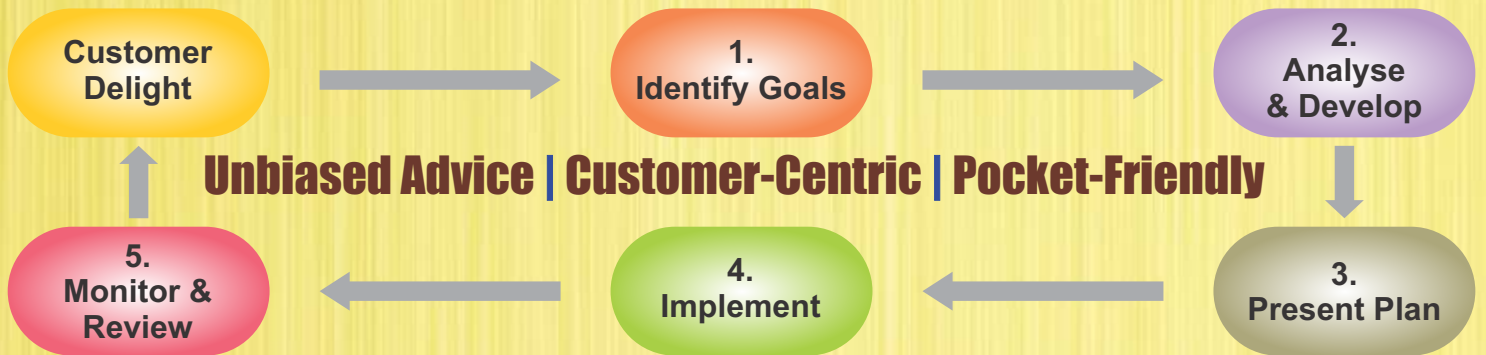 Customer
Delight
1.
Identify Goals
2.
Analyse
& Develop
Unbiased Advice | Customer-Centric | Pocket-Friendly
3.
Present Plan
4.
Implement
5.
Monitor &
Review